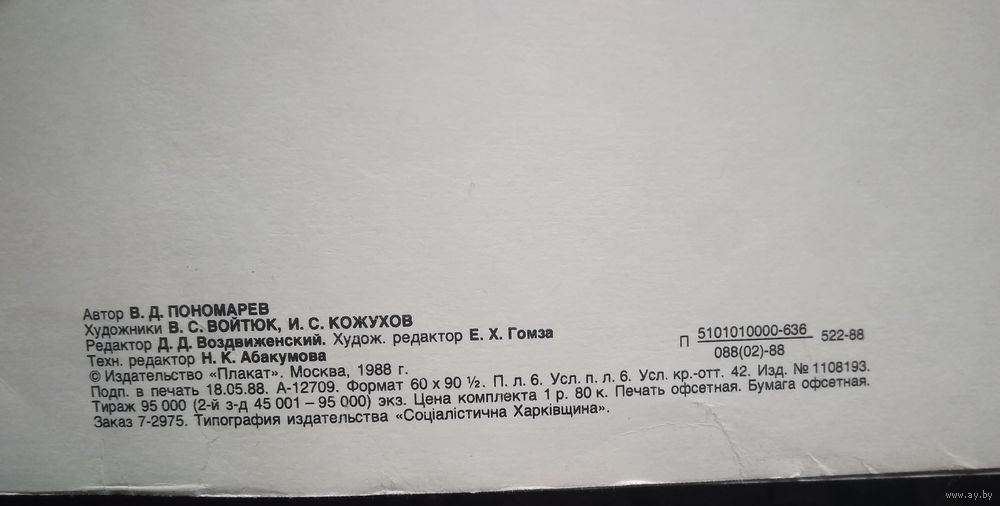 Автор В. Д. ПОНОМАРЕВ
Художники В. С. ВОЙТЮК, И. С. КОЖУХОВ
Редактор Д. Д. Воздвиженский. Худож. редактор Е. Х. Гомза
Техн. редактор Н. К. Абакумова
© Издательство «Плакат». Москва, 1988 г.
П 5101010000-636 522-88
088(02)-88
Подп. в печать 18.05.88. А-12709. Формат 60 х 90 ½. П. л. 6. Усл. п. л. 6. Усл. кр.-отт. 42. Изд. № 1108193.
Тираж 95 000 (2-й з-д 45 001 – 95 000) экз. Цена комплекта 1 р. 80 к. Печать офсетная. Бумага офсетная.
Заказ 7-2975. Типография издательства «Соціалістична Харківщина».
www.ay.by